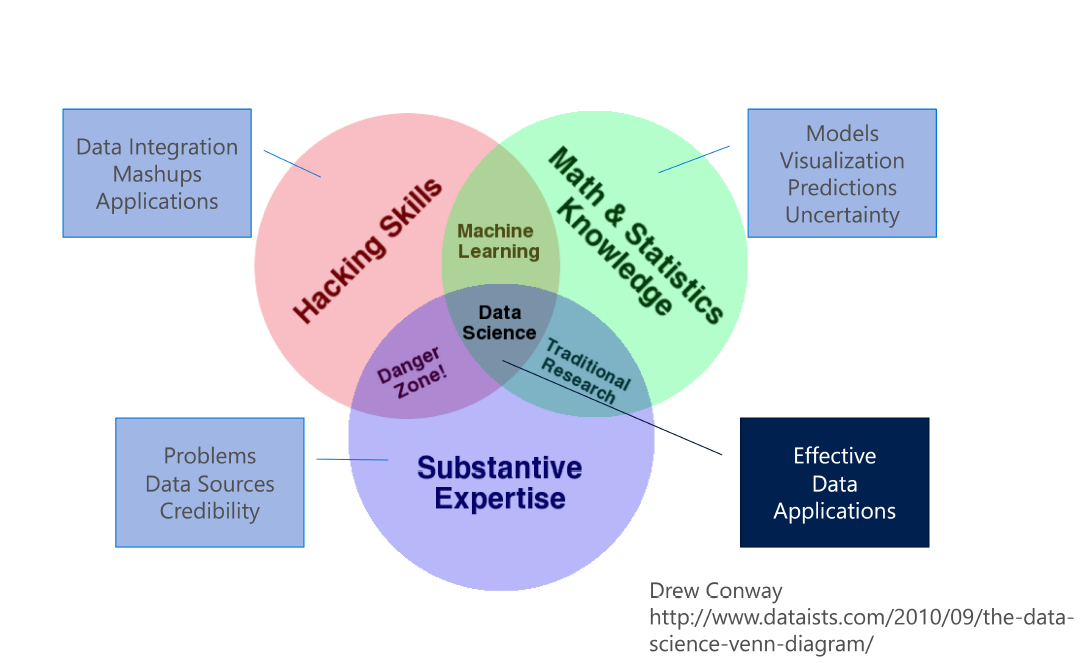 Data Integration
Mashups
Applications
Models
Visualization
Predictions
Uncertainty
Hacking Skills
Math & Statistics
Knowledge
Machine
Learning
Data
Science
Danger
Zone!
Traditional
Research
Substantive
Expertise
Problems
Data Sources
Credibility
Effective
Data
Applications
Drew Conway
http://www.dataists.com/2010/09/the-data-
science-venn-diagram/